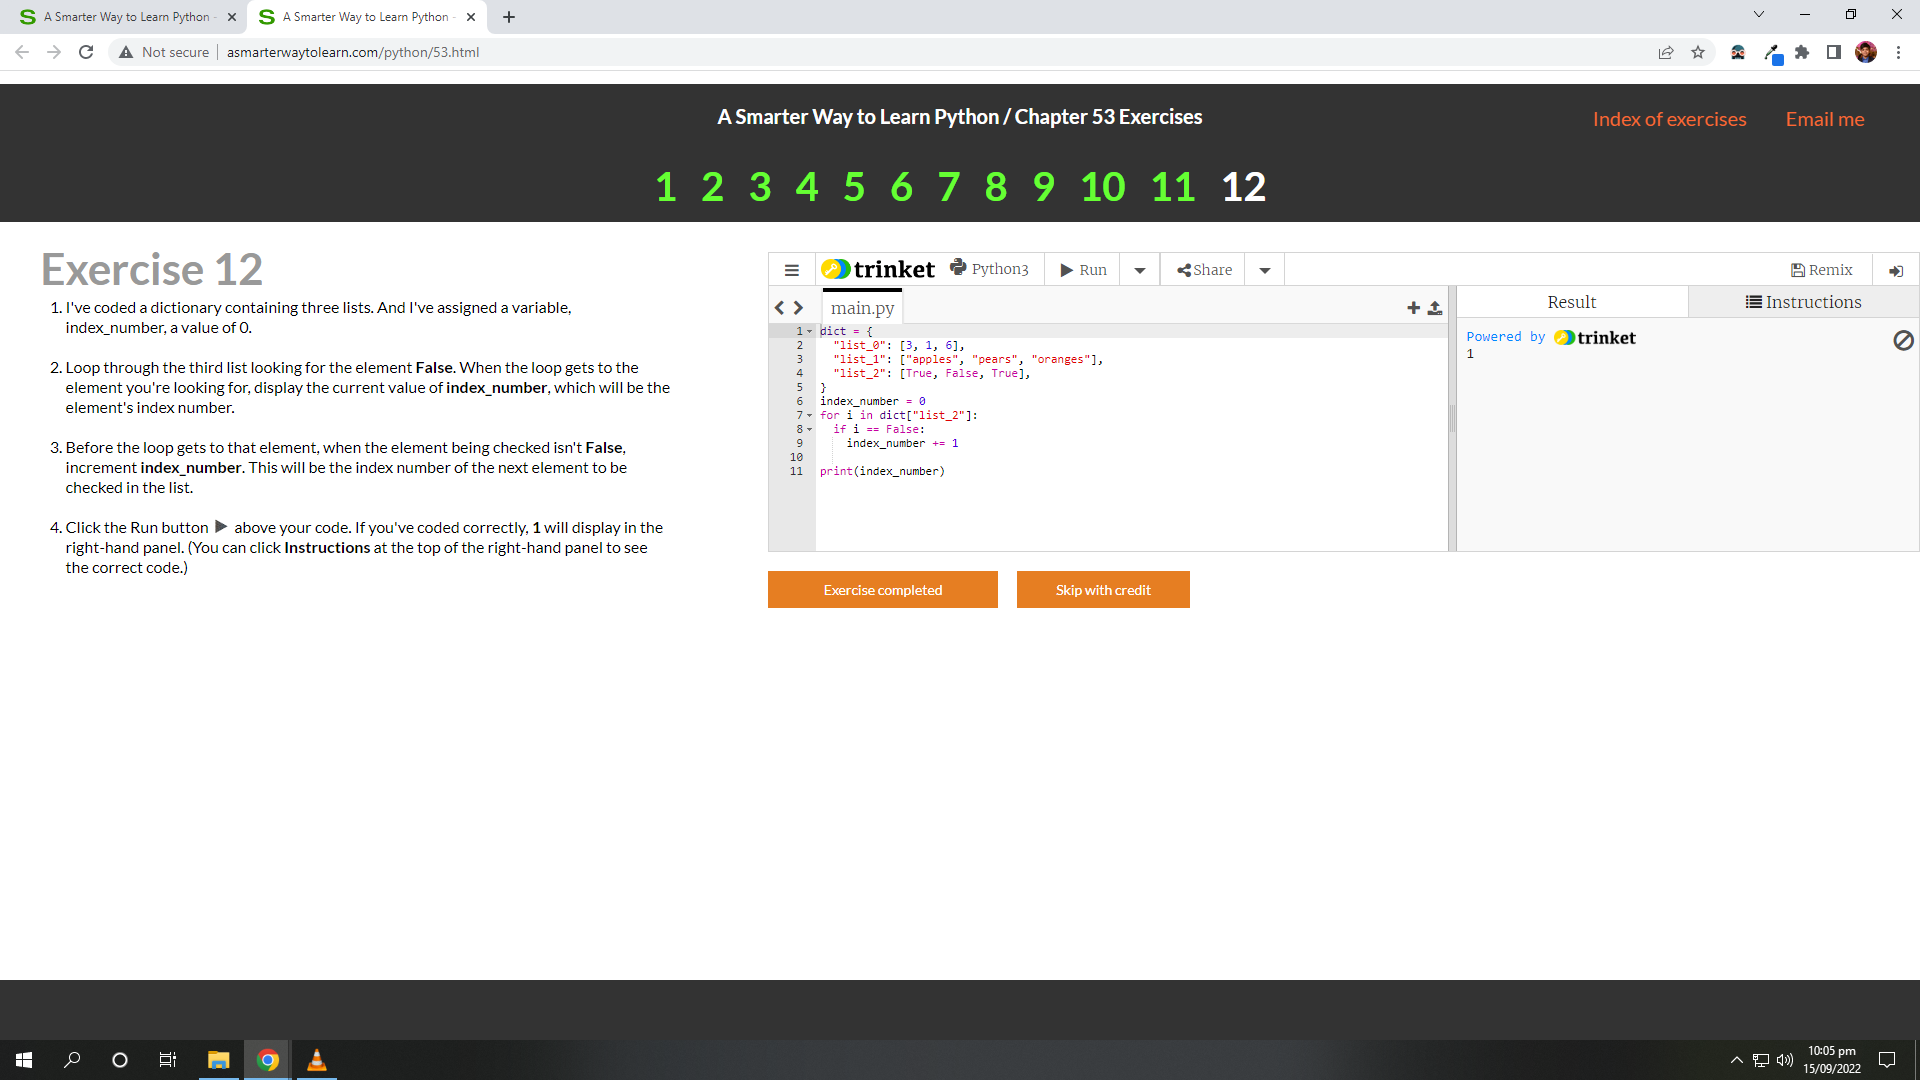 A Smarter Way to Learn Python -
A Smarter Way to Learn Python -
Not secure
asmarterwaytolearn.com/python/53.html
A Smarter Way to Learn Python / Chapter 53 Exercises
Index of exercises
Email me
1 2 3 4 5 6 7 8 9 10 11 12
Exercise 12
1. I've coded a dictionary containing three lists. And I've assigned a variable,
index_number, a value of 0.
2. Loop through the third list looking for the element False. When the loop gets to the
element you're looking for, display the current value of index_number, which will be the
element's index number.
3. Before the loop gets to that element, when the element being checked isn't False,
increment index_number. This will be the index number of the next element to be
checked in the list.
4. Click the Run button above your code. If you've coded correctly, 1 will display in the
right-hand panel. (You can click Instructions at the top of the right-hand panel to see
the correct code.)
trinket Python3 Run Share Remix
main.py
1 dict = {
2 "list_0": [3, 1, 6],
3 "list_1": ["apples", "pears", "oranges"],
4 "list_2": [True, False, True],
5 }
6 index_number = 0
7 for i in dict["list_2"]:
8 if i == False:
9 index_number += 1
10
11 print(index_number)
Result
Instructions
Powered by trinket
1
Exercise completed
Skip with credit
10:05 pm
15/09/2022